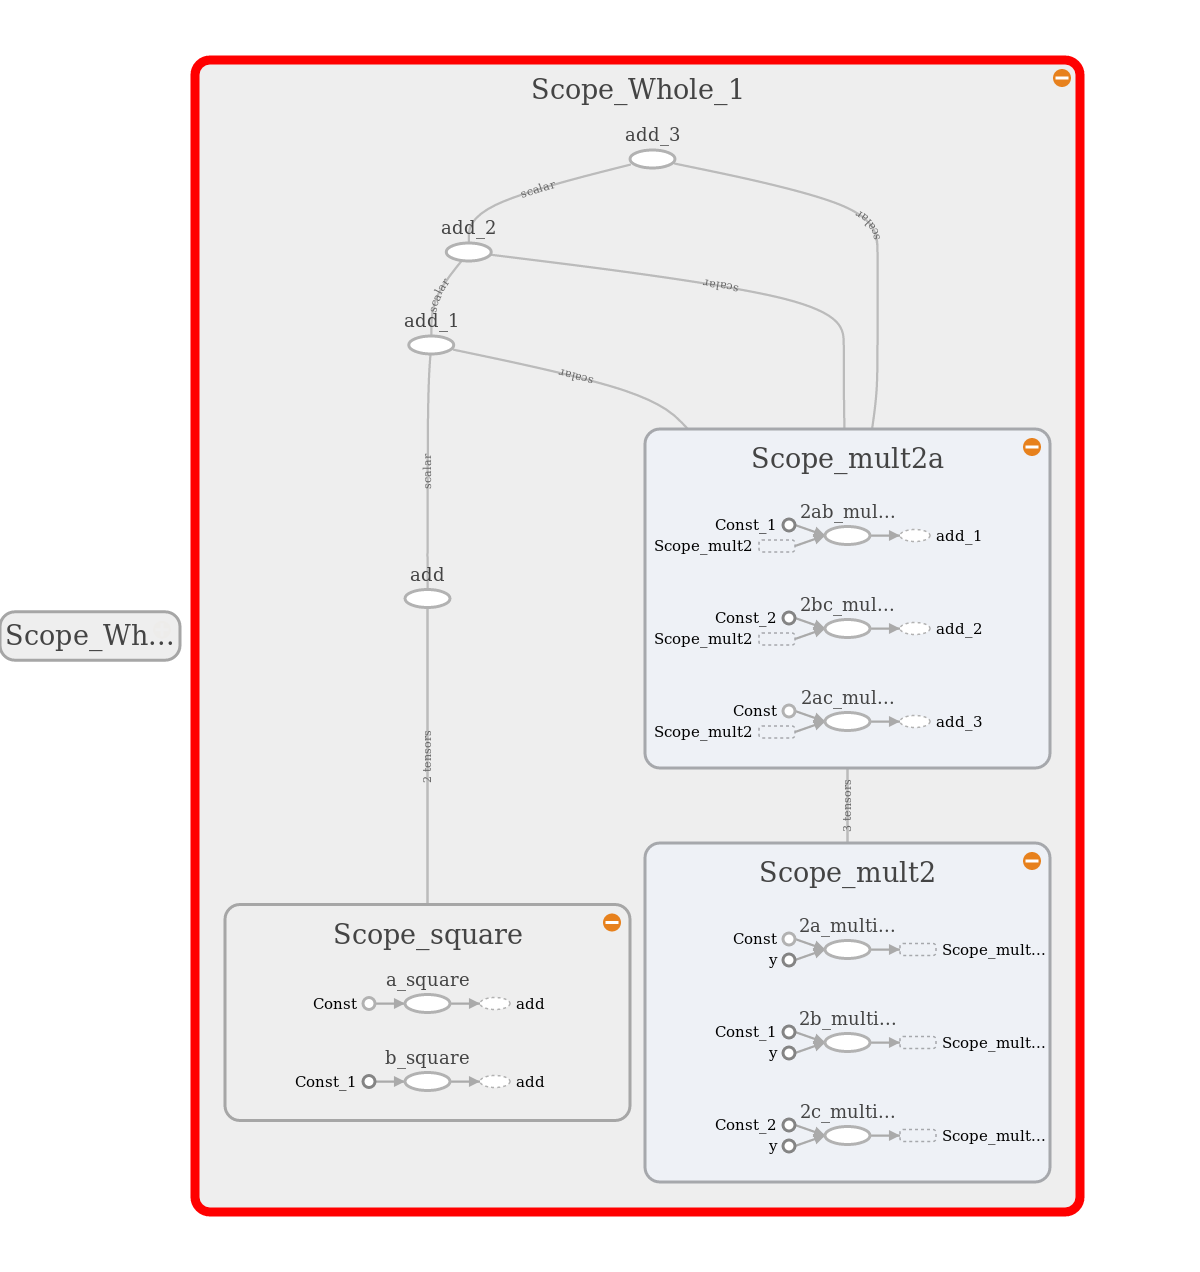 Scope_Whole_1
add_3
scalar
scalar
add_2
scalar
scalar
add_1
scalar
scalar
add
2 tensors
Scope_Wh...
Scope_mult2a
2ab_mul...
Const_1
Scope_mult2
add_1
2bc_mul...
Const_2
Scope_mult2
add_2
2ac_mul...
Const
Scope_mult2
add_3
3 tensors
Scope_square
a_square
Const
add
b_square
Const_1
add
Scope_mult2
2a_multi...
Const
y
Scope_mult...
2b_multi...
Const_1
y
Scope_mult...
2c_multi...
Const_2
y
Scope_mult...